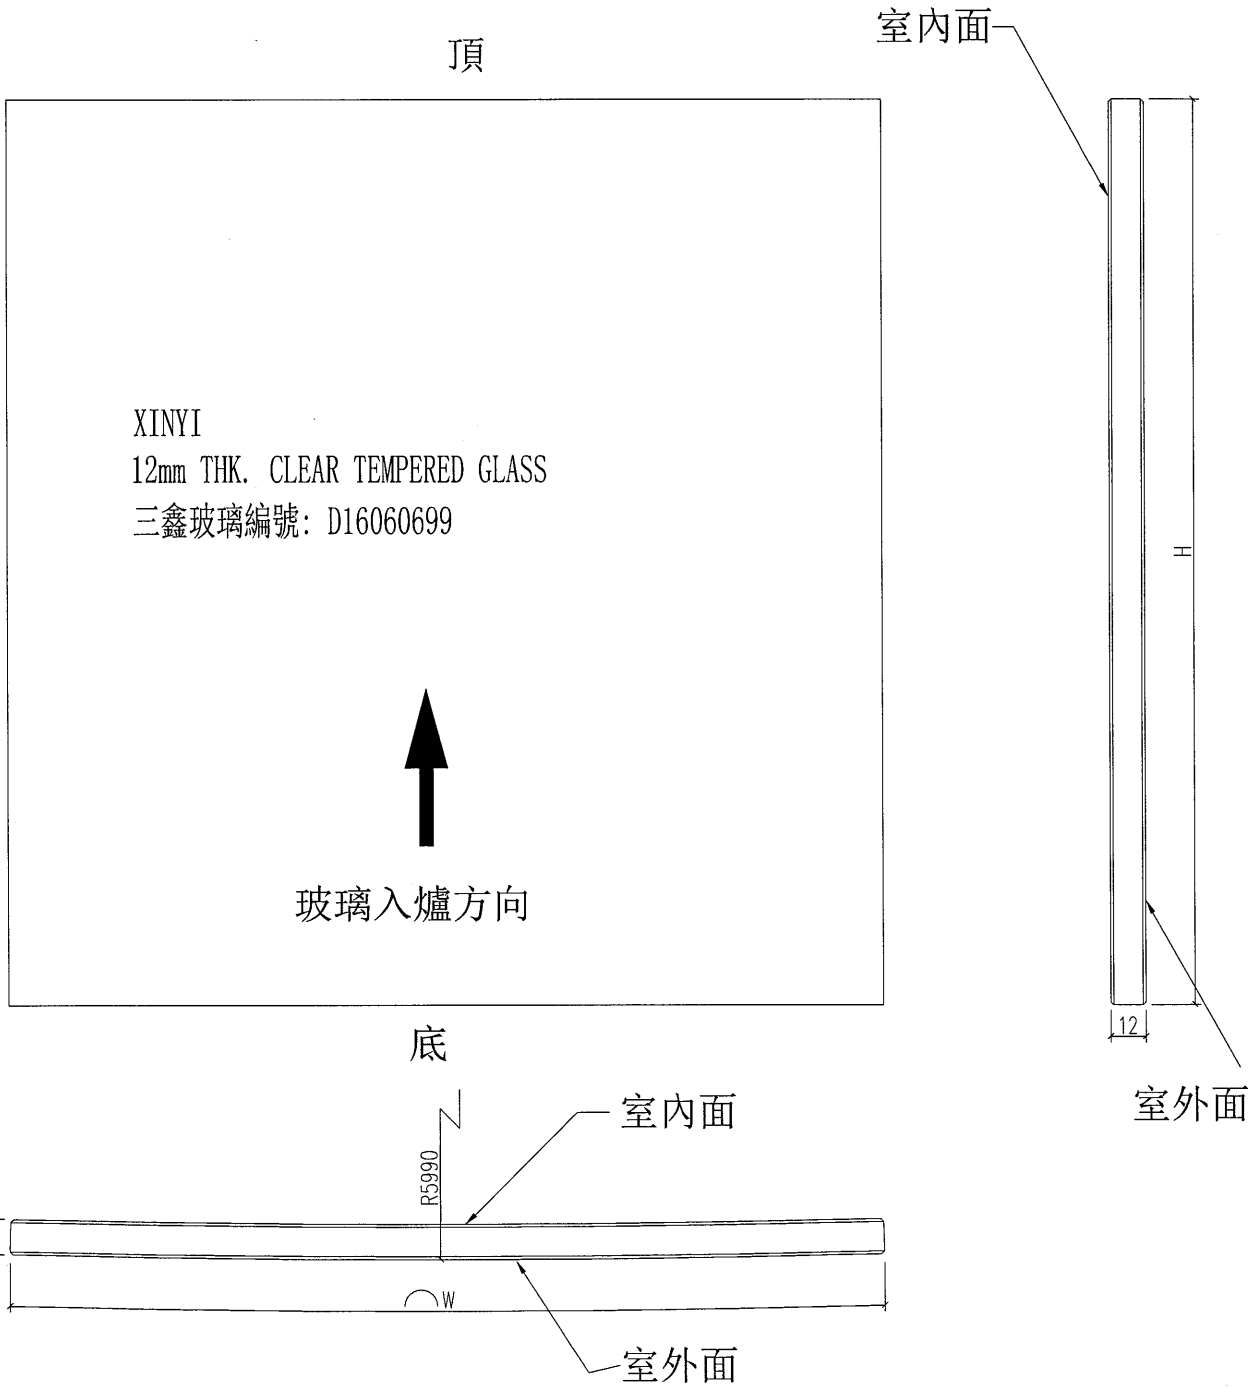 室內面
頂
XINYI
12mm THK. CLEAR TEMPERED GLASS
三鑫玻璃編號: D16060699
H
玻璃入爐方向
12
底
室外面
室內面
R5990
W
室外面